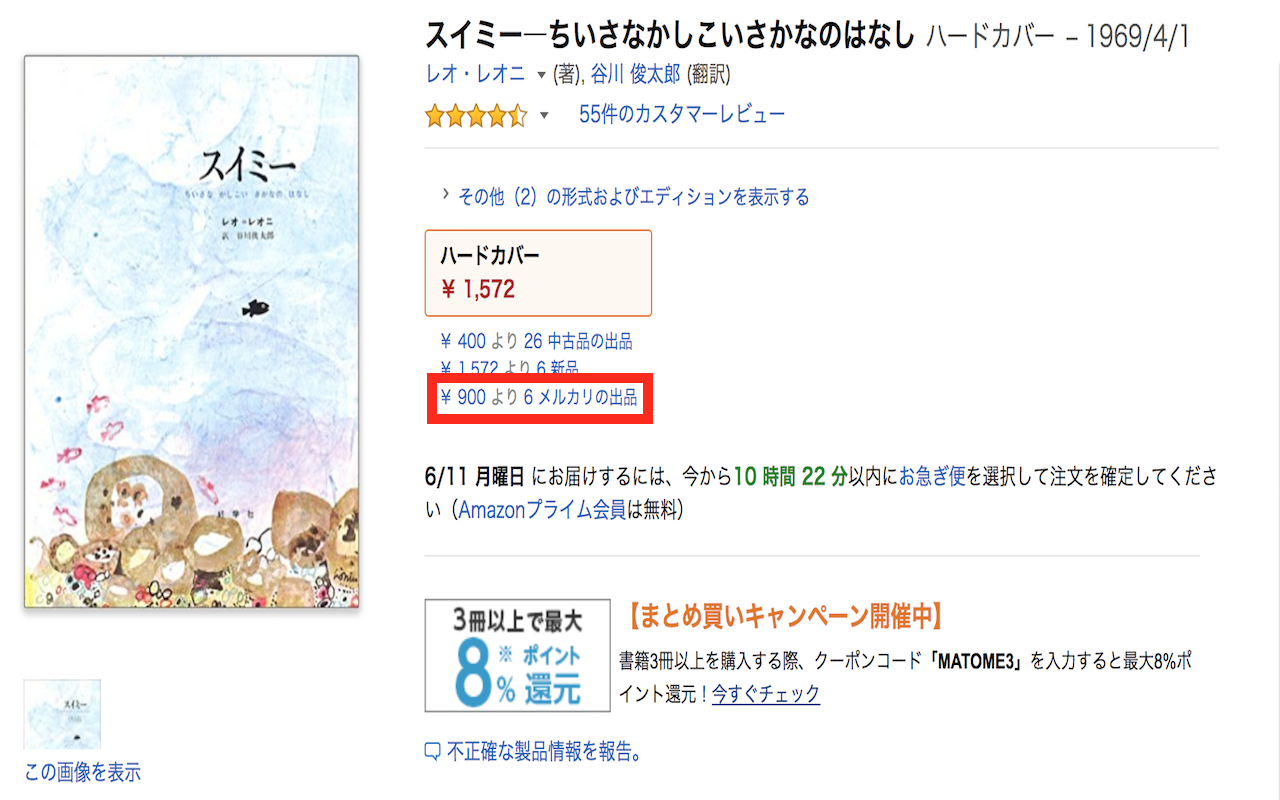 スイミー―ちいさなかしこいさかなのはなし ハードカバー – 1969/4/1
レオ・レオニ (著), 谷川 俊太郎 (翻訳)
55件のカスタマーレビュー
スイミー
ちいさな かしこい さかなの はなし
レオ=レオニ
訳 谷川俊太郎
好学社
その他（2）の形式およびエディションを表示する
ハードカバー
¥ 1,572
¥ 400 より 26 中古品の出品
¥ 1,572 より 6 新品
¥ 900 より 6 メルカリの出品
6/11 月曜日 にお届けするには、今から10 時間 22 分以内にお急ぎ便を選択して注文を確定してくださ
い（Amazonプライム会員は無料）
3冊以上で最大
8%※ ポイント
還元
【まとめ買いキャンペーン開催中】
書籍3冊以上を購入する際、クーポンコード「MATOME3」を入力すると最大8%ポ
イント還元！今すぐチェック
スイミー
この画像を表示
不正確な製品情報を報告。